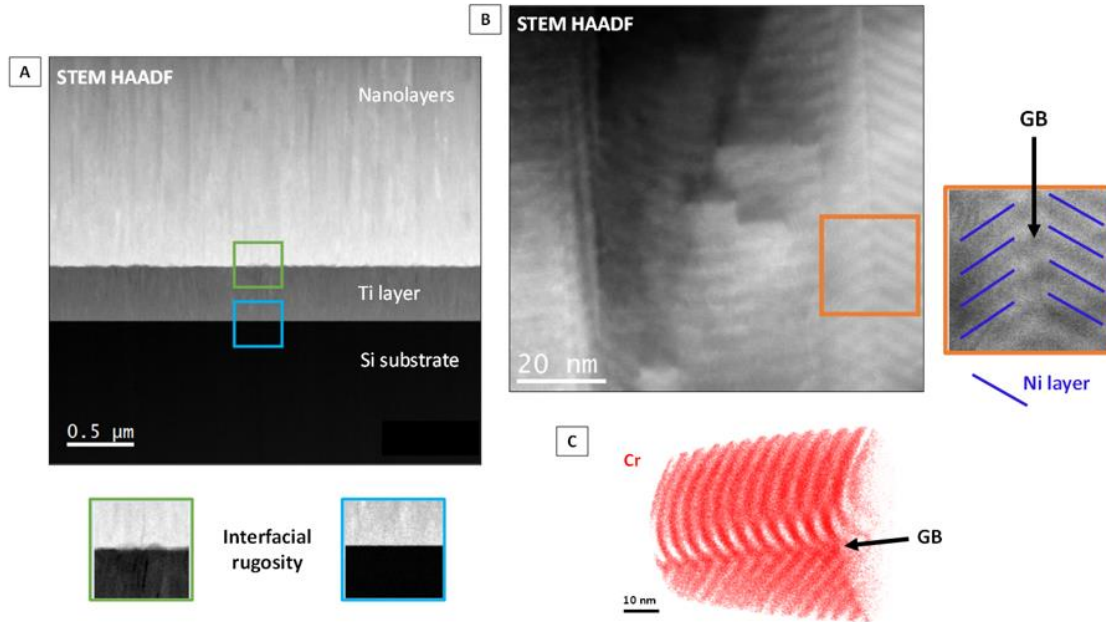 A
STEM HAADF
Nanolayers
Ti layer
Si substrate
0.5 µm
Interfacial
rugosity
B
STEM HAADF
20 nm
GB
Ni layer
C
Cr
GB
10 nm